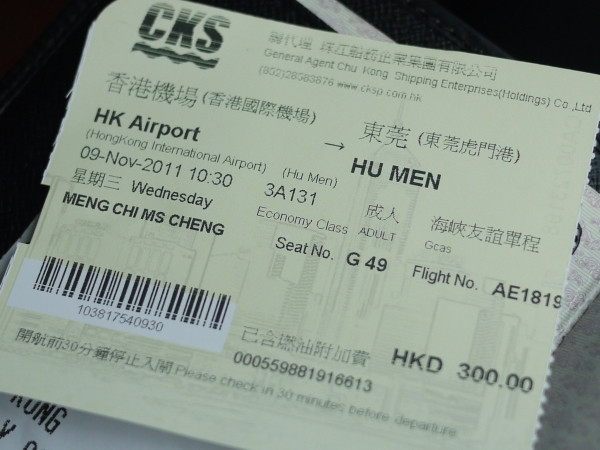 CKS
總代理 珠江船務企業集團有限公司
General Agent Chu Kong Shipping Enterprises(Holdings) Co.,Ltd
(852)28583876 www.cksp.com.hk
香港機場 (香港國際機場) → 東莞 (東莞虎門港)
HK Airport HU MEN
(HongKong International Airport) (Hu Men)
09-Nov-2011 10:30 3A131 成人 海峽友誼單程
星期三 Wednesday Economy Class ADULT Gcas
MENG CHI MS CHENG Seat No. G 49 Flight No. AE1819
103817540930
已含燃油附加費 HKD 300.00
000559881916613
開航前30分鐘停止入閘 Please check in 30 minutes before departure
KONG